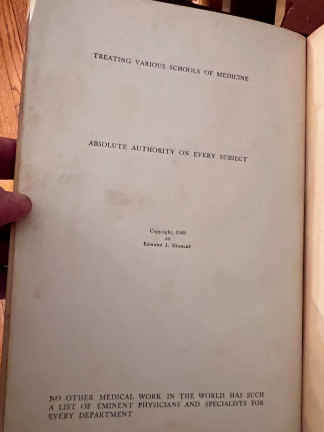 TREATING VARIOUS SCHOOLS OF MEDICINE
ABSOLUTE AUTHORITY ON EVERY SUBJECT
Copyright,
BY
Edward J.
NO OTHER MEDICAL WORK IN THE WORLD HAS SUCH
A LIST OF EMINENT PHYSICIANS AND SPECIALISTS FOR
EVERY DEPARTMENT